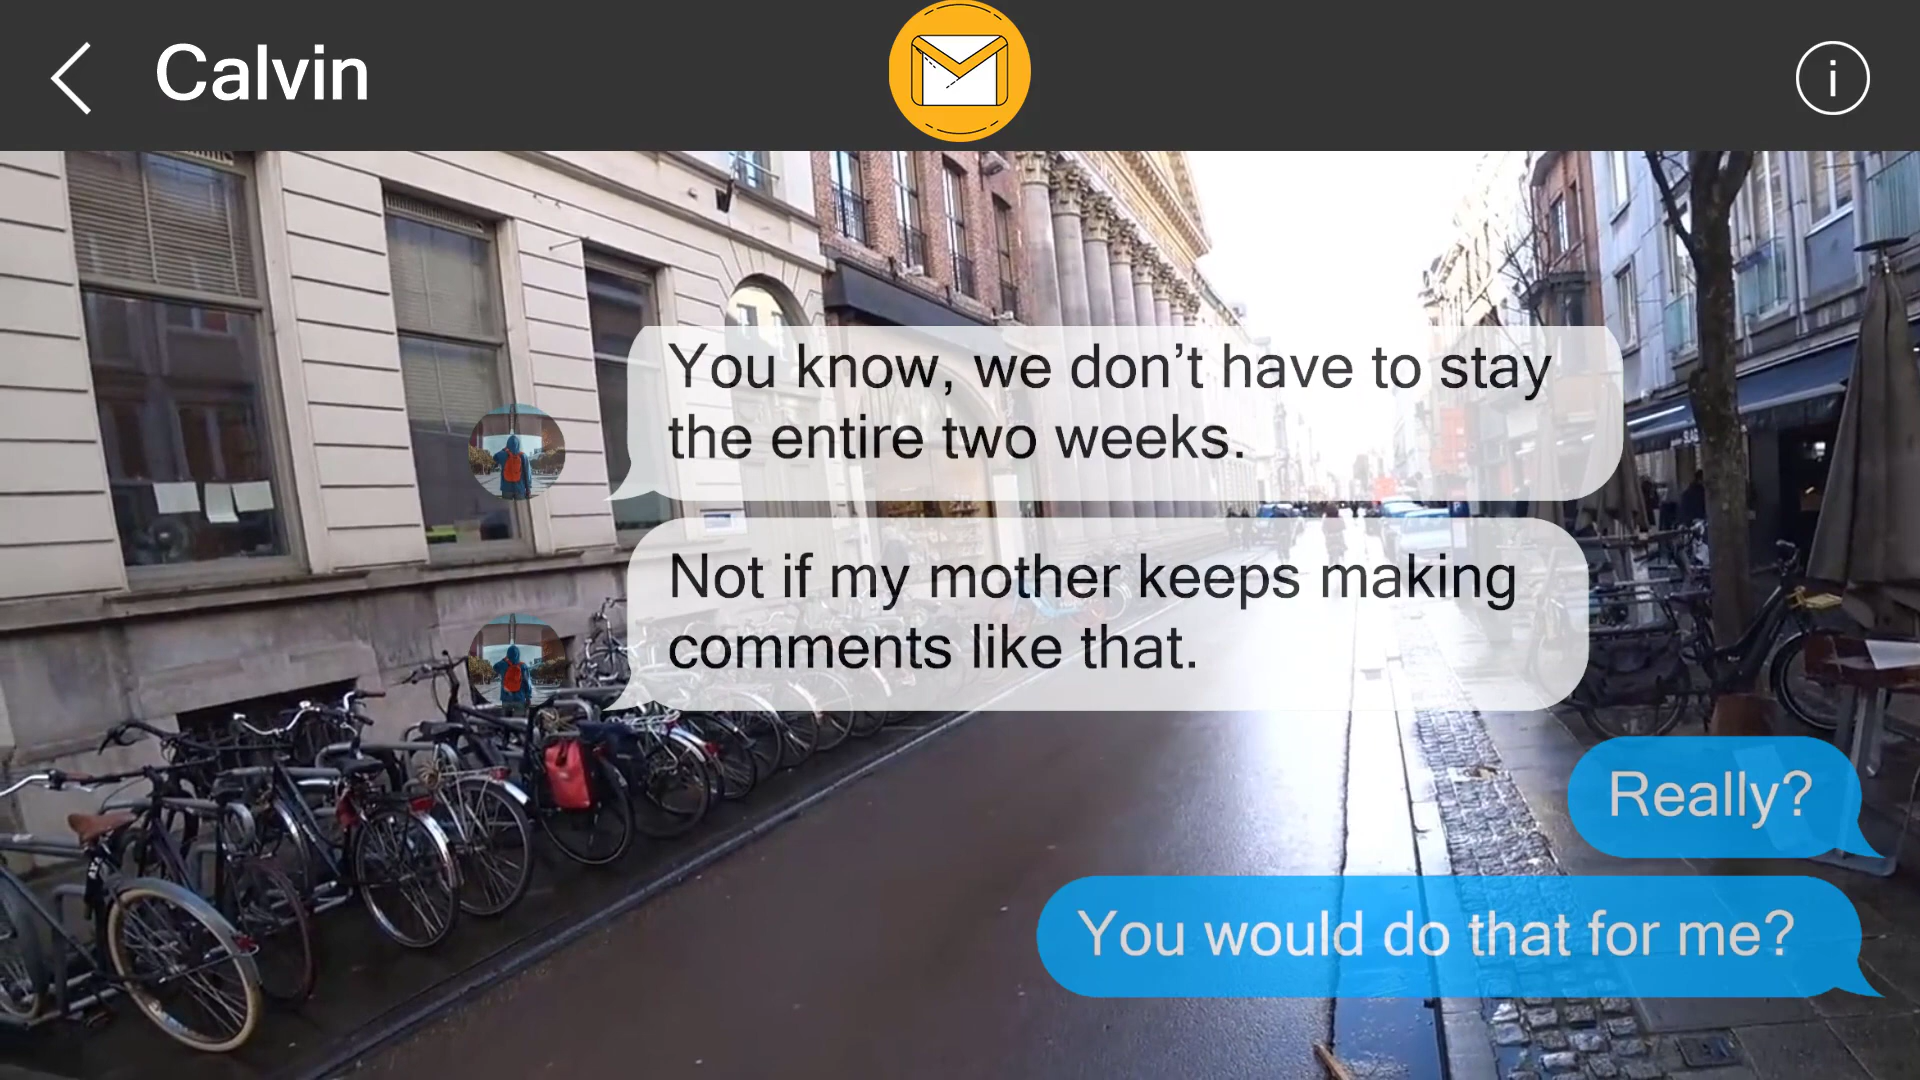 Calvin
You know, we don’t have to stay
the entire two weeks.
Not if my mother keeps making
comments like that.
Really?
You would do that for me?